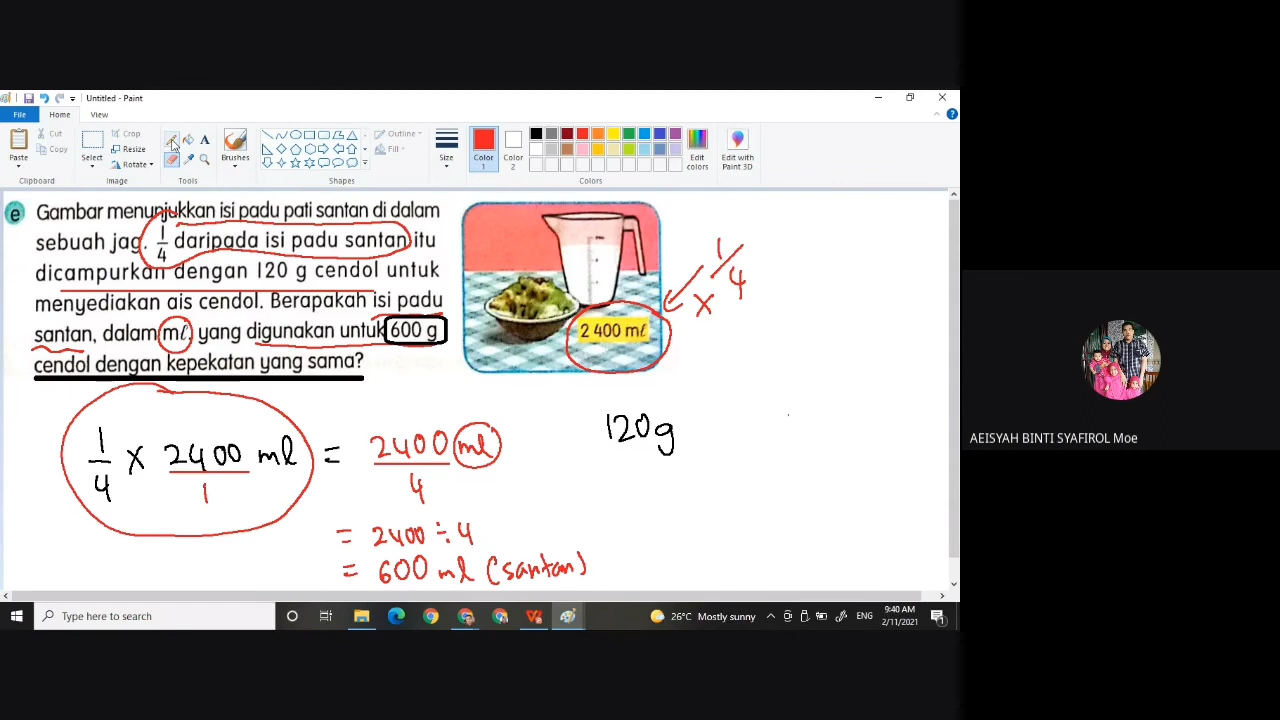 Untitled - Paint
File Home View
Paste
Cut
Copy
Clipboard
Select
Crop
Resize
Rotate
Image
Tools
Brushes
Shapes
Outline
Fill
Size
Color 1
Color 2
Edit colors
Colors
Edit with Paint 3D
e Gambar menunjukkan isi padu pati santan di dalam
sebuah jag. 1/4 daripada isi padu santan itu
dicampurkan dengan 120 g cendol untuk
menyediakan ais cendol. Berapakah isi padu
santan, dalam mℓ, yang digunakan untuk 600 g
cendol dengan kepekatan yang sama?
2 400 mℓ
x 1/4
1/4 x 2400/1 ml = 2400 ml/4
= 2400 ÷ 4
= 600 ml (santan)
120g
AEISYAH BINTI SYAFIROL Moe
Type here to search
26°C Mostly sunny
ENG
9:40 AM
2/11/2021
1